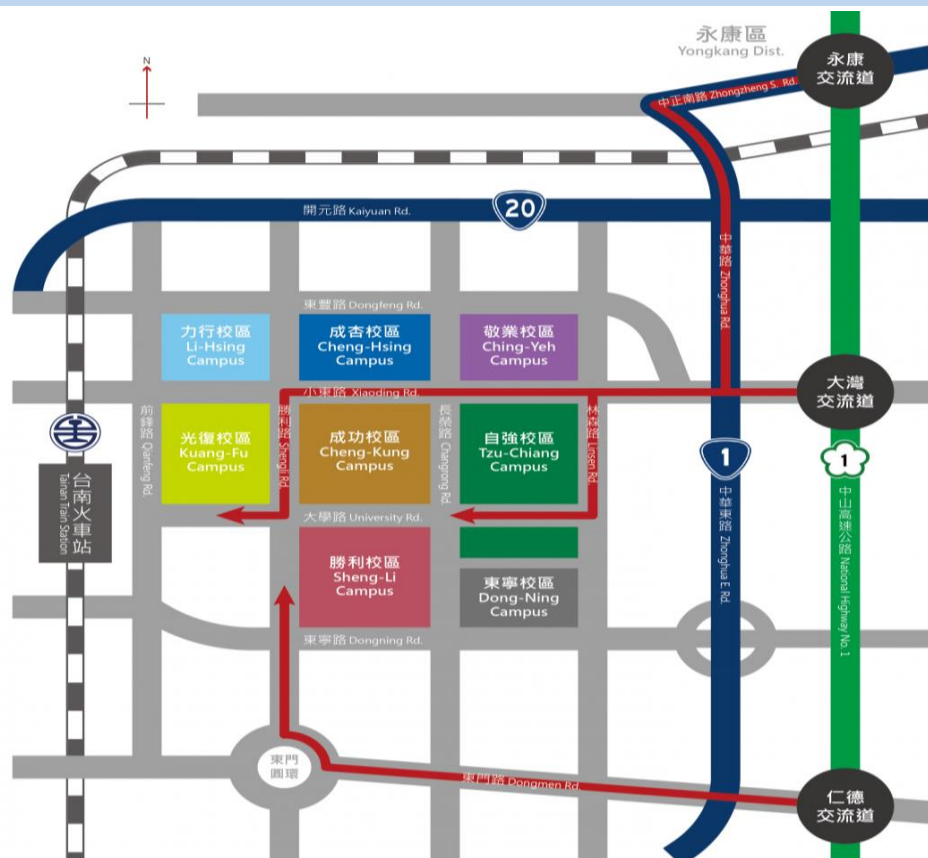 永康區
Yongkang Dist.
永康
交流道
N
中正南路 Zhongzheng S. Rd.
開元路 Kaiyuan Rd.
20
中華路 Zhonghua Rd.
東豐路 Dongfeng Rd.
力行校區
Li-Hsing
Campus
成杏校區
Cheng-Hsing
Campus
敬業校區
Ching-Yeh
Campus
小東路 Xiaoding Rd.
大灣
交流道
前鋒路 Qianfeng Rd.
光復校區
Kuang-Fu
Campus
勝利路 Shengli Rd.
成功校區
Cheng-Kung
Campus
長榮路 Changrong Rd.
自強校區
Tzu-Chiang
Campus
林森路 Linsen Rd.
1
1
台南火車站
Tainan Train Station
大學路 University Rd.
中華東路 Zhonghua E. Rd.
中山高速公路 National Highway No.1
勝利校區
Sheng-Li
Campus
東寧校區
Dong-Ning
Campus
東寧路 Dongning Rd.
東門
圓環
東門路 Dongmen Rd.
仁德
交流道